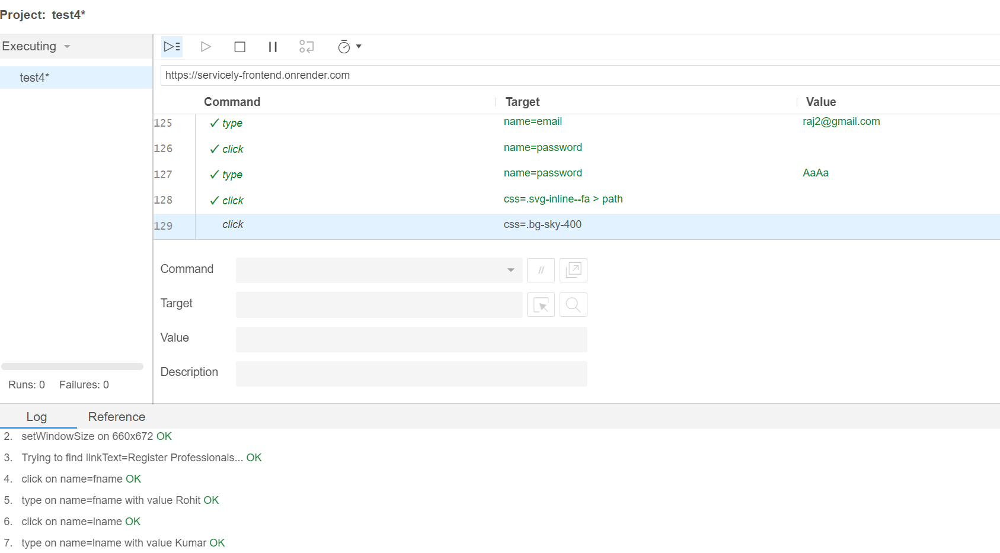 Project: test4*
Executing
test4*
https://servicely-frontend.onrender.com
Command Target Value
125 ✓ type name=email raj2@gmail.com
126 ✓ click name=password
127 ✓ type name=password AaAa
128 ✓ click css=.svg-inline--fa > path
129 click css=.bg-sky-400
Command //
Target
Value
Description
Runs: 0 Failures: 0
Log Reference
2. setWindowSize on 660x672 OK
3. Trying to find linkText=Register Professionals... OK
4. click on name=fname OK
5. type on name=fname with value Rohit OK
6. click on name=lname OK
7. type on name=lname with value Kumar OK